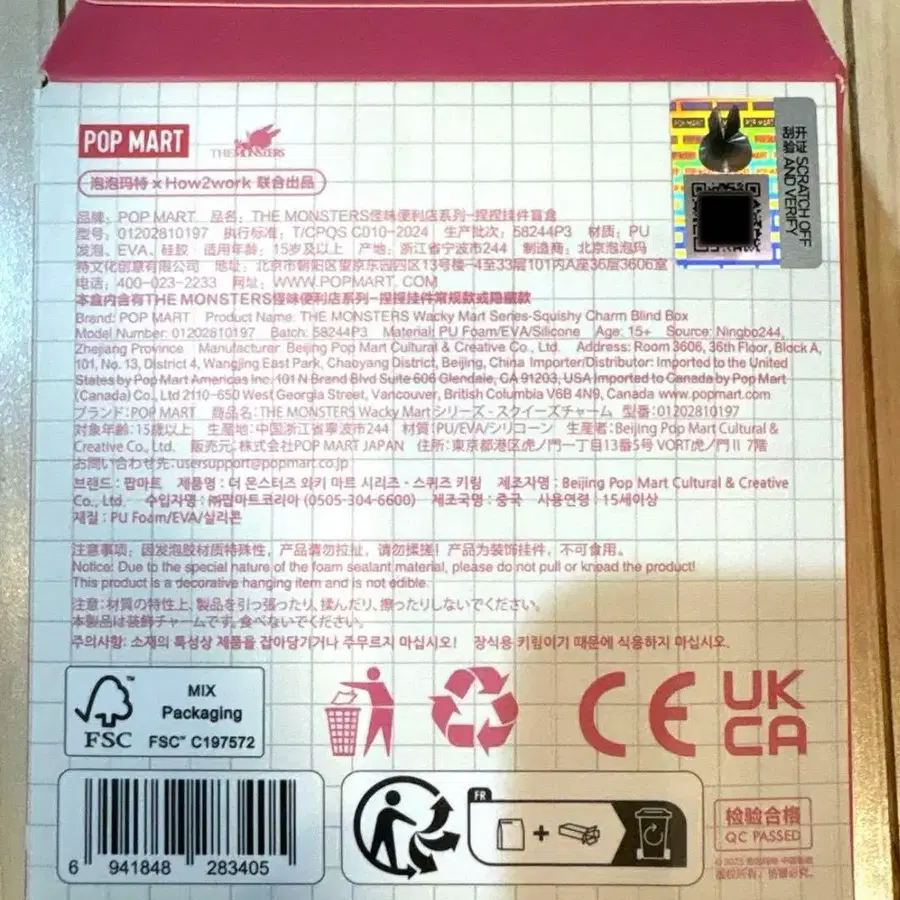 POP MART
THE MONSTERS
泡泡玛特 × How2work 联合出品
开证 SCRATCH OFF
刮验 AND VERIFY
品牌：POP MART　品名：THE MONSTERS怪味便利店系列-捏捏挂件盲盒
型号：01202810197　执行标准：T/CPQS C010-2024　生产批次：58244P3　材质：PU
发泡、EVA、硅胶　适用年龄：15岁及以上　产地：浙江省宁波市244　制造商：北京泡泡玛
特文化创意有限公司　地址：北京市朝阳区望京东园四区13号楼-4至33层101内A座36层3606室
电话：400-023-2233　网址：WWW.POPMART.COM
本盒内含有THE MONSTERS怪味便利店系列-捏捏挂件常规款或隐藏款
Brand: POP MART　Product Name: THE MONSTERS Wacky Mart Series-Squishy Charm Blind Box
Model Number: 01202810197　Batch: 58244P3　Material: PU Foam/EVA/Silicone　Age: 15+　Source: Ningbo244,
Zhejiang Province　Manufacturer Beijing Pop Mart Cultural & Creative Co., Ltd.　Address: Room 3606, 36th Floor, Block A,
101, No. 13, District 4, Wangjing East Park, Chaoyang District, Beijing, China Importer/Distributor: Imported to the United
States by Pop Mart Americas Inc. 101 N Brand Blvd Suite 606 Glendale, CA 91203, USA Imported to Canada by Pop Mart
(Canada) Co., Ltd 2110-650 West Georgia Street, Vancouver, British Columbia V6B 4N9, Canada www.popmart.com
ブランド:POP MART　商品名:THE MONSTERS Wacky Mart シリーズ - スクイーズチャーム　型番:01202810197
対象年齢:15歳以上　生産地:中国浙江省寧波市244　材質:PU/EVA/シリコーン　生産者:Beijing Pop Mart Cultural &
Creative Co., Ltd.　販売元:株式会社POP MART JAPAN　住所:東京都港区虎ノ門一丁目13番5号 VORT虎ノ門Ⅱ 7階
お問い合わせ先:usersupport@popmart.co.jp
브랜드 : 팝마트　제품명 : 더 몬스터즈 와키 마트 시리즈 - 스퀴즈 키링　제조자명 : Beijing Pop Mart Cultural & Creative
Co., Ltd.　수입자명 : ㈜팝마트코리아 (0505-304-6600)　제조국명 : 중국　사용연령 : 15세이상
재질 : PU Foam/EVA/실리콘
注意事项：因发泡胶材质特殊性，产品请勿拉扯，请勿揉搓！产品为装饰挂件，不可食用。
Notice: Due to the special nature of the foam sealant material, please do not pull or knead the product!
This product is a decorative hanging item and is not edible.
注意:材質の特性上、製品を引っ張ったり、揉んだり、擦ったりしないでください。
本製品は装飾チャームです。食べないでください。
주의사항: 소재의 특성상 제품을 잡아당기거나 주무르지 마십시오!　장식용 키링이기 때문에 식용하지 마십시오.
FSC
MIX
Packaging
FSC™ C197572
CE
UK
CA
6 941848 283405
FR
检验合格
QC PASSED